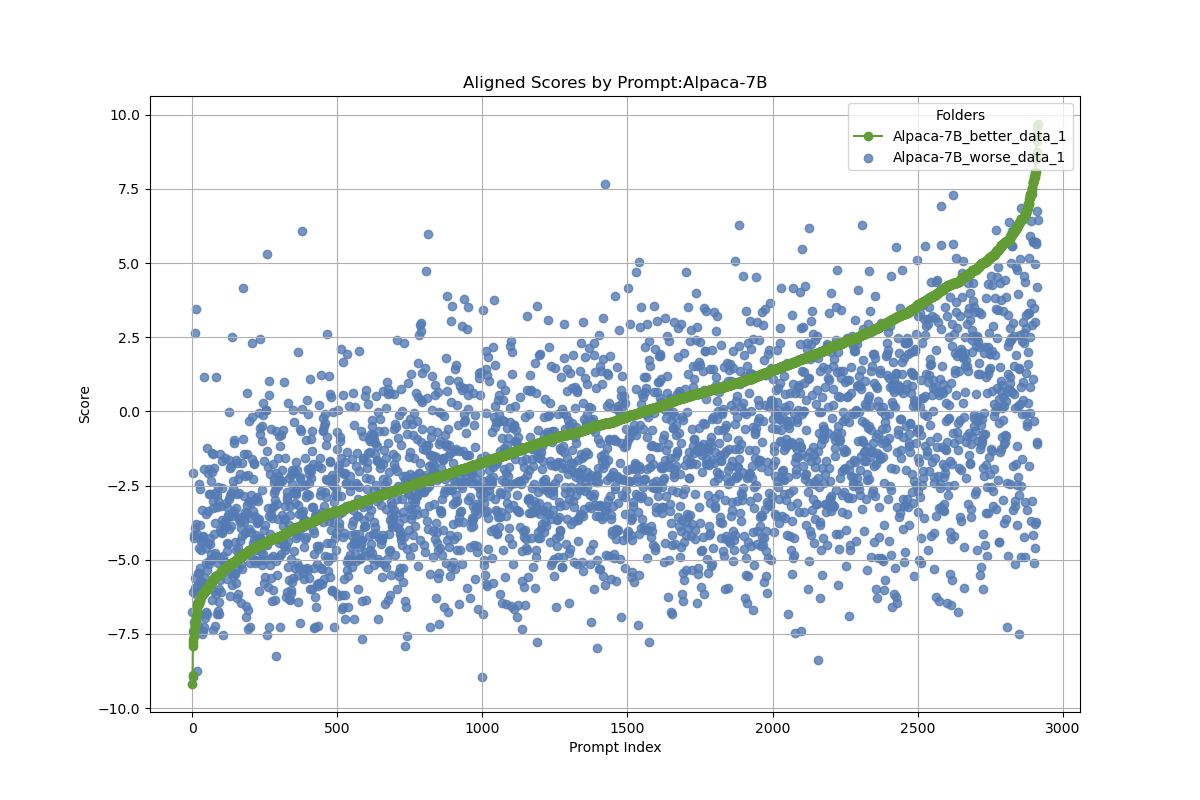 Aligned Scores by Prompt:Alpaca-7B
Folders
Alpaca-7B_better_data_1
Alpaca-7B_worse_data_1
Score
10.0
7.5
5.0
2.5
0.0
−2.5
−5.0
−7.5
−10.0
0 500 1000 1500 2000 2500 3000
Prompt Index